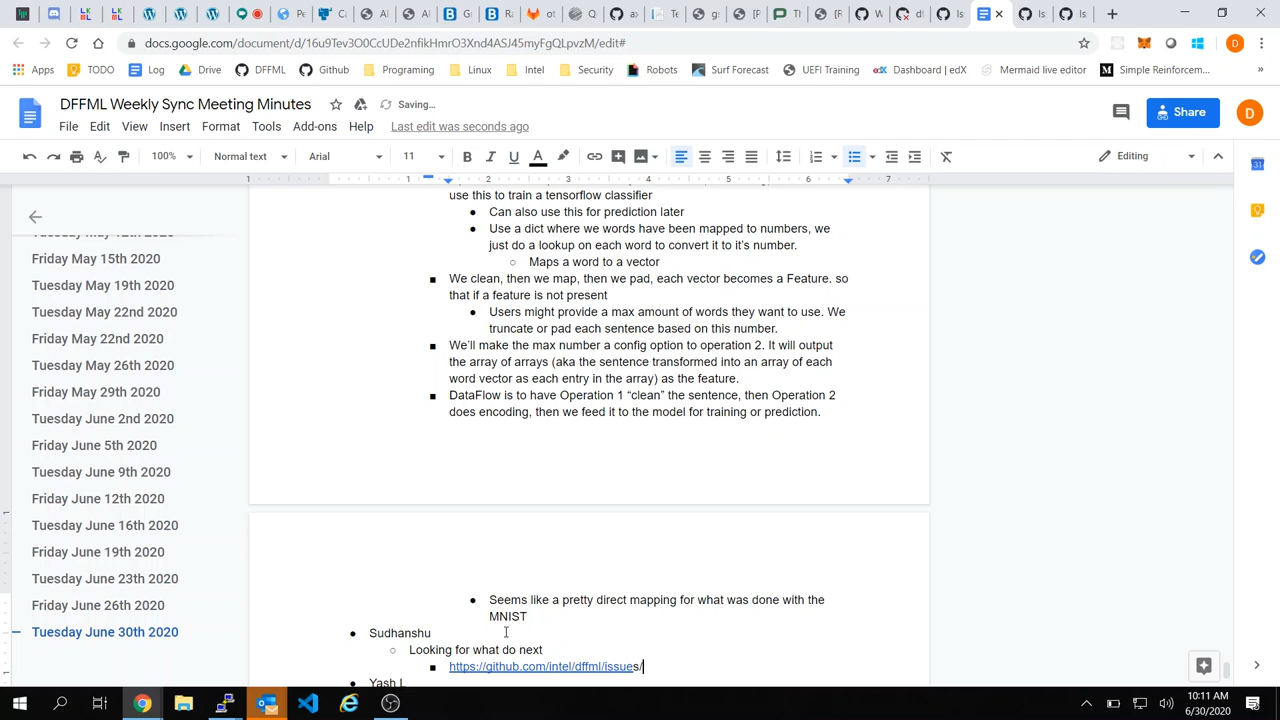 docs.google.com/document/d/16u9Tev3O0CcUDe2nfikHmrO3Xnd4ASJ45myFgQLpvzM/edit#
Apps TODO Log Drive DFFML Github Programing Linux Intel Security Robots Surf Forecast UEFI Training Dashboard | edX Mermaid live editor Simple Reinforcem...
DFFML Weekly Sync Meeting Minutes Saving...
File Edit View Insert Format Tools Add-ons Help Last edit was seconds ago
Share
D
100% Normal text Arial 11 Editing
1 1 2 3 4 5 6 7
use this to train a tensorflow classifier
● Can also use this for prediction later
● Use a dict where we words have been mapped to numbers, we
just do a lookup on each word to convert it to it's number.
○ Maps a word to a vector
■ We clean, then we map, then we pad, each vector becomes a Feature. so
that if a feature is not present
● Users might provide a max amount of words they want to use. We
truncate or pad each sentence based on this number.
■ We'll make the max number a config option to operation 2. It will output
the array of arrays (aka the sentence transformed into an array of each
word vector as each entry in the array) as the feature.
■ DataFlow is to have Operation 1 “clean” the sentence, then Operation 2
does encoding, then we feed it to the model for training or prediction.
● Seems like a pretty direct mapping for what was done with the
MNIST
● Sudhanshu
○ Looking for what do next
■ https://github.com/intel/dffml/issues/
● Yash L
Tuesday May 12th 2020
Friday May 15th 2020
Tuesday May 19th 2020
Tuesday May 22nd 2020
Friday May 22nd 2020
Tuesday May 26th 2020
Friday May 29th 2020
Tuesday June 2nd 2020
Friday June 5th 2020
Tuesday June 9th 2020
Friday June 12th 2020
Tuesday June 16th 2020
Friday June 19th 2020
Tuesday June 23rd 2020
Friday June 26th 2020
Tuesday June 30th 2020
10:11 AM
6/30/2020